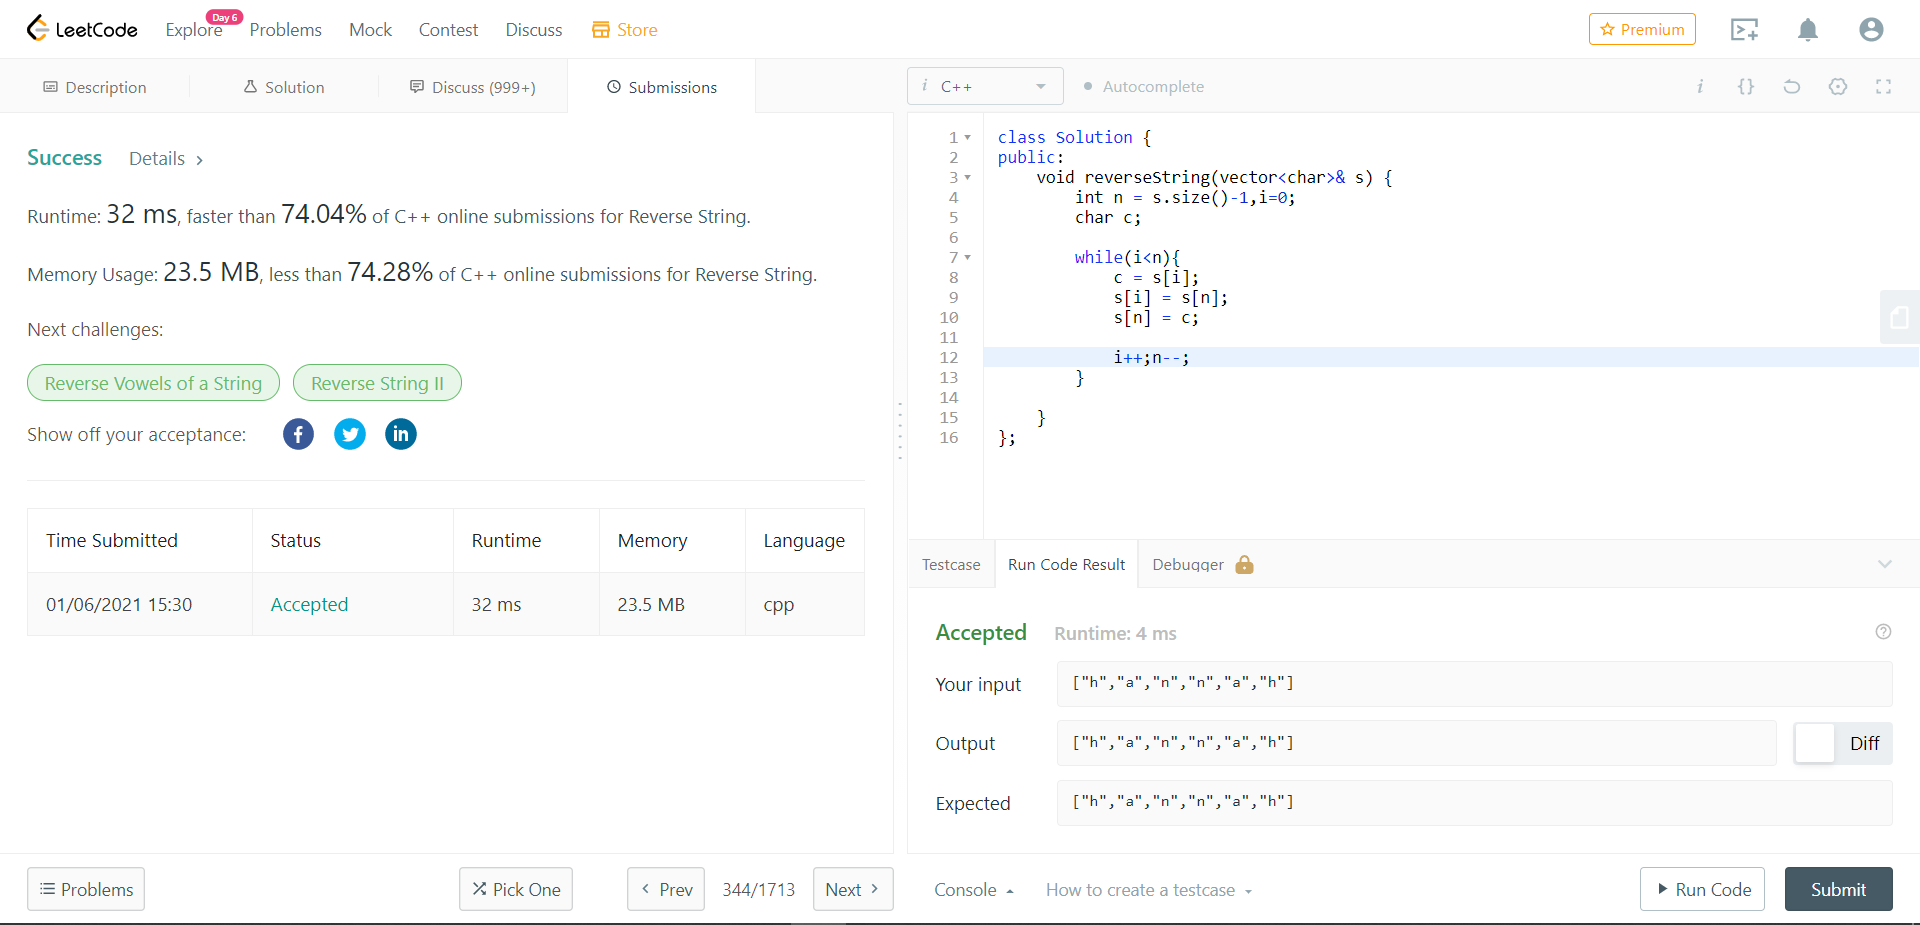 LeetCode Explore Day 6 Problems Mock Contest Discuss Store Premium
Description Solution Discuss (999+) Submissions
Success Details >
Runtime: 32 ms, faster than 74.04% of C++ online submissions for Reverse String.
Memory Usage: 23.5 MB, less than 74.28% of C++ online submissions for Reverse String.
Next challenges:
Reverse Vowels of a String Reverse String II
Show off your acceptance:
Time Submitted Status Runtime Memory Language
01/06/2021 15:30 Accepted 32 ms 23.5 MB cpp
Problems Pick One < Prev 344/1713 Next >
i C++ Autocomplete i {}
1 class Solution {
2 public:
3 void reverseString(vector<char>& s) {
4 int n = s.size()-1,i=0;
5 char c;
6
7 while(i<n){
8 c = s[i];
9 s[i] = s[n];
10 s[n] = c;
11
12 i++;n--;
13 }
14
15 }
16 };
Testcase Run Code Result Debugger
Accepted Runtime: 4 ms
Your input ["h","a","n","n","a","h"]
Output ["h","a","n","n","a","h"] Diff
Expected ["h","a","n","n","a","h"]
Console How to create a testcase Run Code Submit